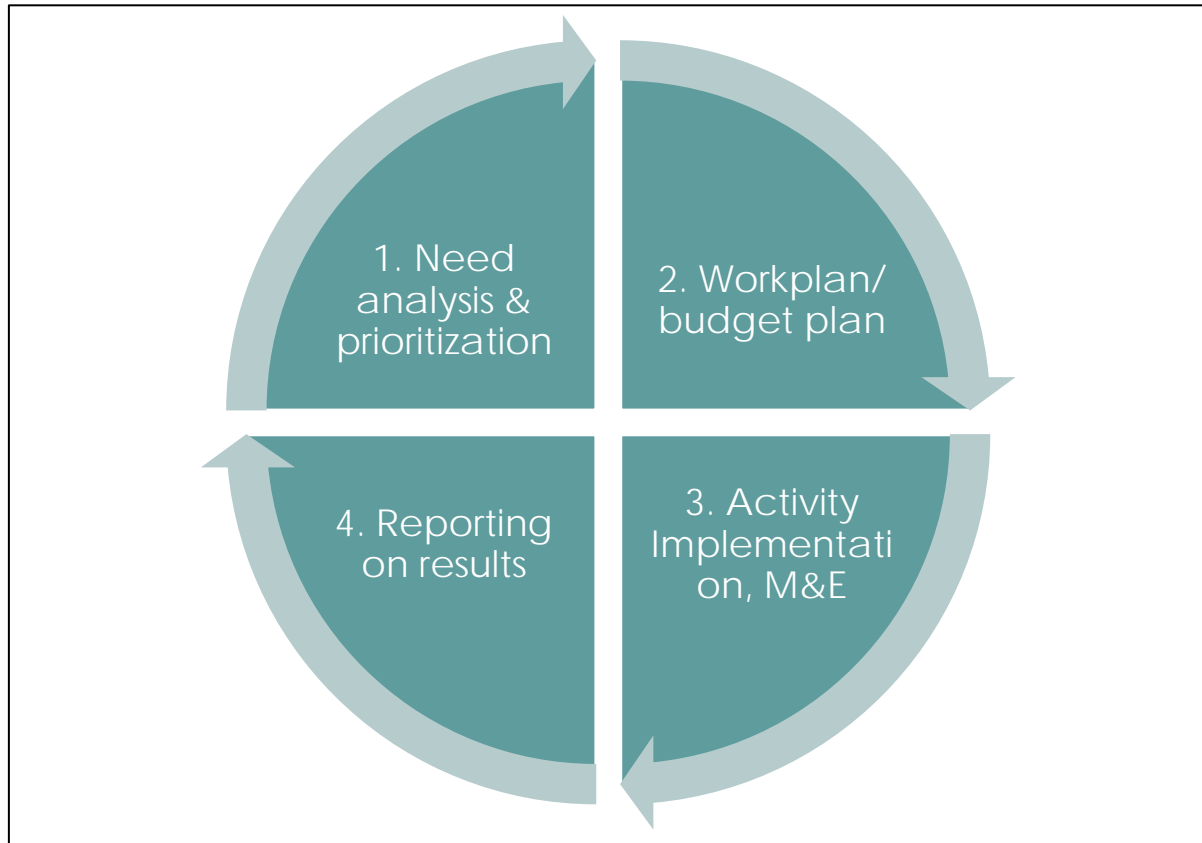 1. Need
analysis &
prioritization
2. Workplan/
budget plan
3. Activity
Implementati
on, M&E
4. Reporting
on results